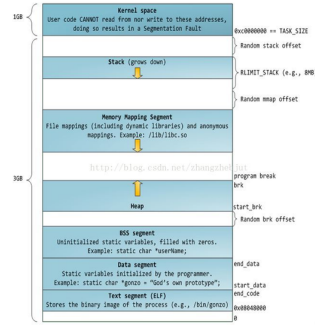 1GB
Kernel space
User code CANNOT read from nor write to these addresses,
doing so results in a Segmentation Fault
0xc0000000 == TASK_SIZE
Random stack offset
Stack (grows down)
RLIMIT_STACK (e.g., 8MB
Random mmap offset
Memory Mapping Segment
File mappings (including dynamic libraries) and anonymous
mappings. Example: /lib/libc.so
3GB
program break
brk
Heap
start_brk
Random brk offset
BSS segment
Uninitialized static variables, filled with zeros.
Example: static char *userName;
Data segment
Static variables initialized by the programmer.
Example: static char *gonzo = "God's own prototype";
end_data
start_data
end_code
Text segment (ELF)
Stores the binary image of the process (e.g., /bin/gonzo)
0x08048000
0